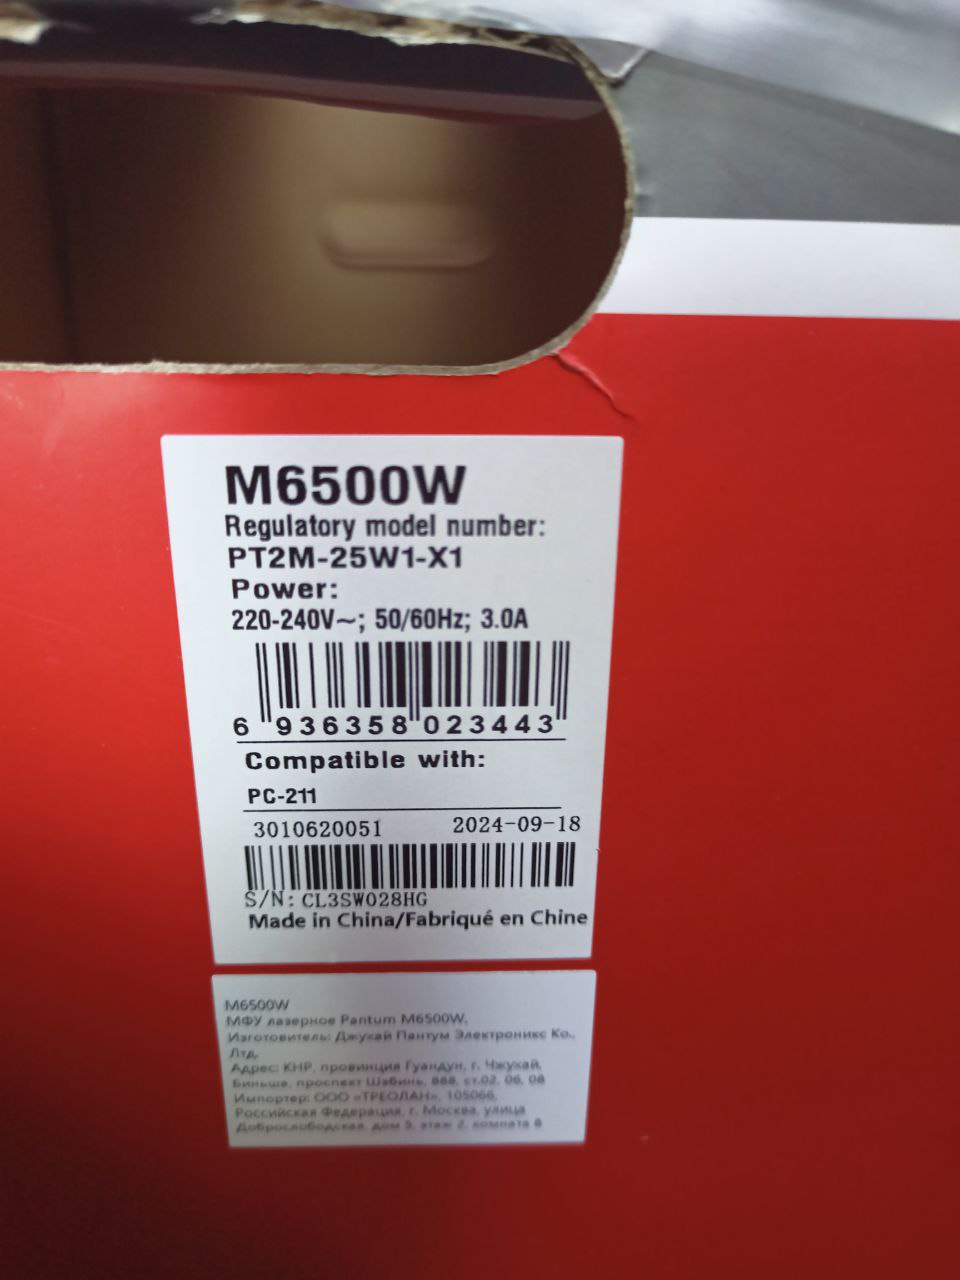 M6500W
Regulatory model number:
PT2M-25W1-X1
Power:
220-240V~; 50/60Hz; 3.0A
6 936358 023443
Compatible with:
PC-211
3010620051 2024-09-18
S/N: CL3SW028HG
Made in China/Fabriqué en Chine
M6500W
МФУ лазерное Pantum M6500W,
Изготовитель: Джухай Пантум Электроникс Ко.,
Лтд,
Адрес: КНР, провинция Гуандун, г. Чжухай,
Биньша, проспект Шабинь, 888, ст.02, 06, 08
Импортер: ООО «ТРЕОЛАН», 105066,
Российская Федерация, г. Москва, улица
Доброслободская, дом 5, этаж 2, комната 8